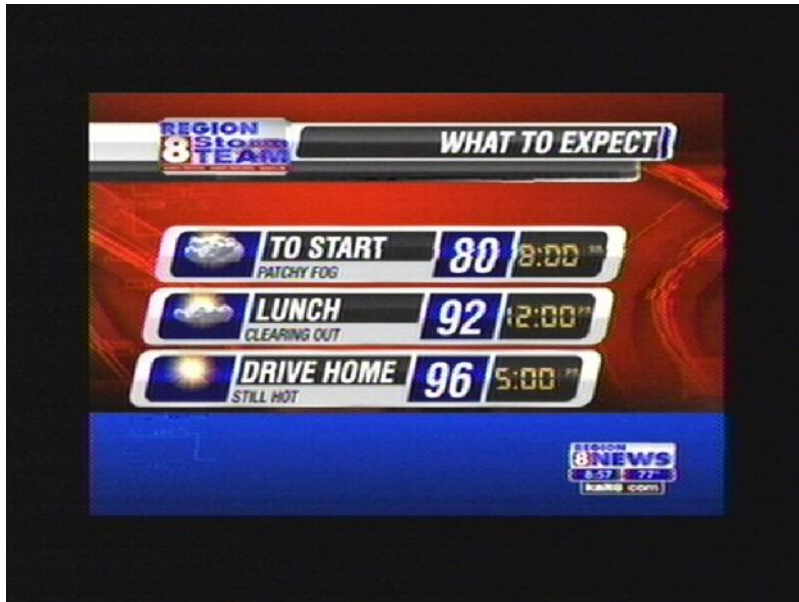 REGION
8 Sto
TEAM
WHAT TO EXPECT
TO START
80
8:00
PATCHY FOG
LUNCH
92
12:00
CLEARING OUT
DRIVE HOME
96
5:00
STILL HOT
REGION
8 NEWS
8:57 77°
kait8.com